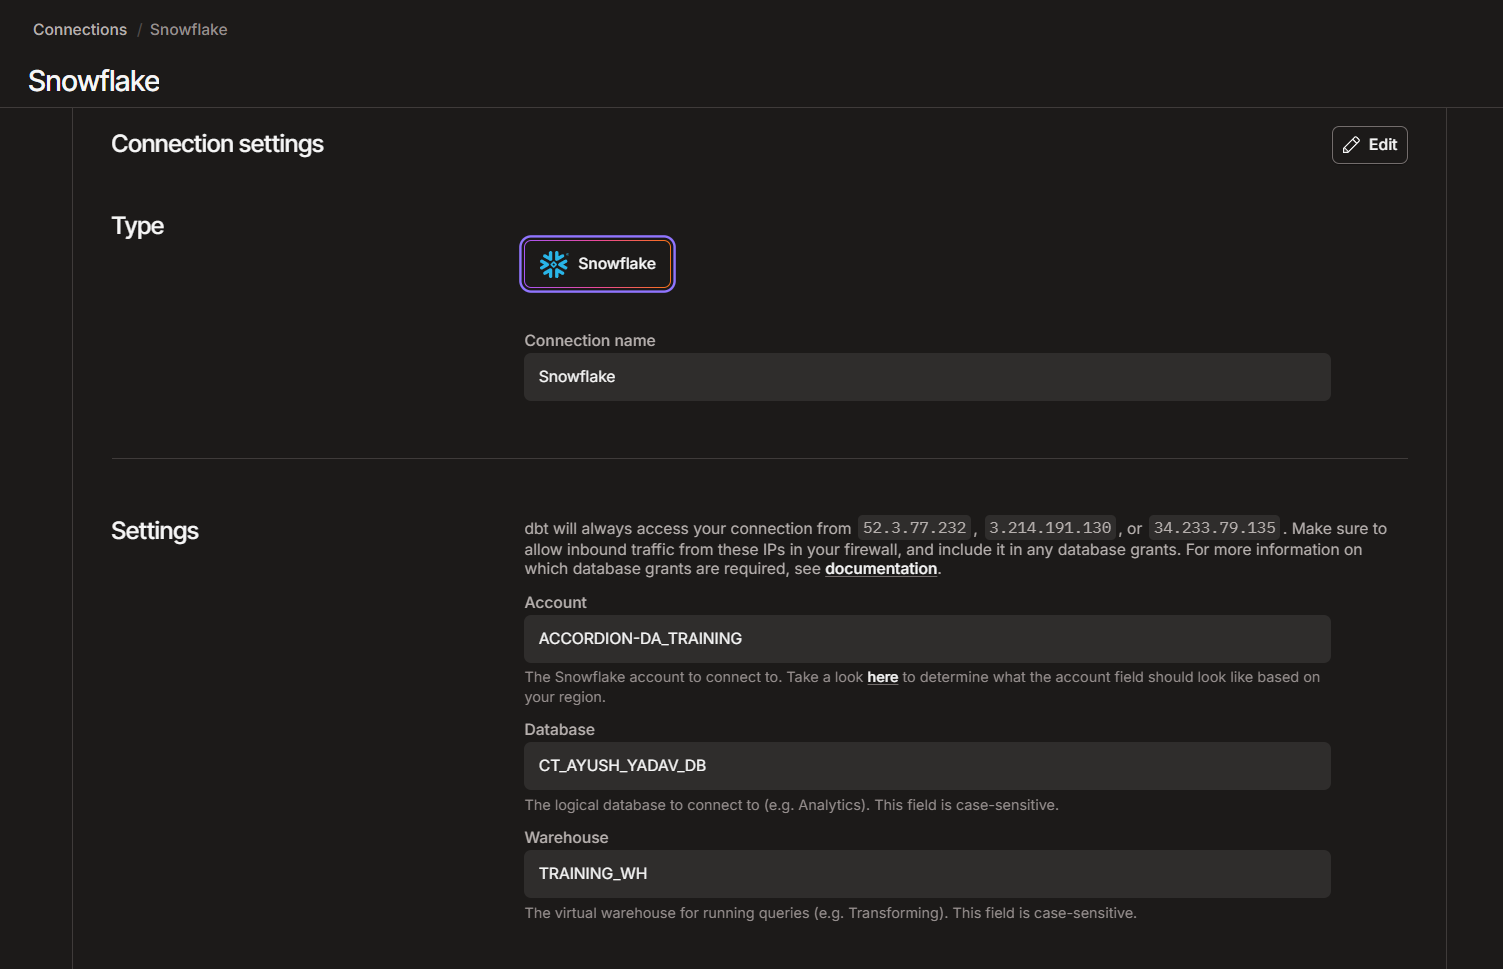 Connections / Snowflake
Snowflake
Connection settings
Edit
Type
Snowflake
Connection name
Snowflake
Settings
dbt will always access your connection from 52.3.77.232, 3.214.191.130, or 34.233.79.135. Make sure to
allow inbound traffic from these IPs in your firewall, and include it in any database grants. For more information on
which database grants are required, see documentation.
Account
ACCORDION-DA_TRAINING
The Snowflake account to connect to. Take a look here to determine what the account field should look like based on
your region.
Database
CT_AYUSH_YADAV_DB
The logical database to connect to (e.g. Analytics). This field is case-sensitive.
Warehouse
TRAINING_WH
The virtual warehouse for running queries (e.g. Transforming). This field is case-sensitive.